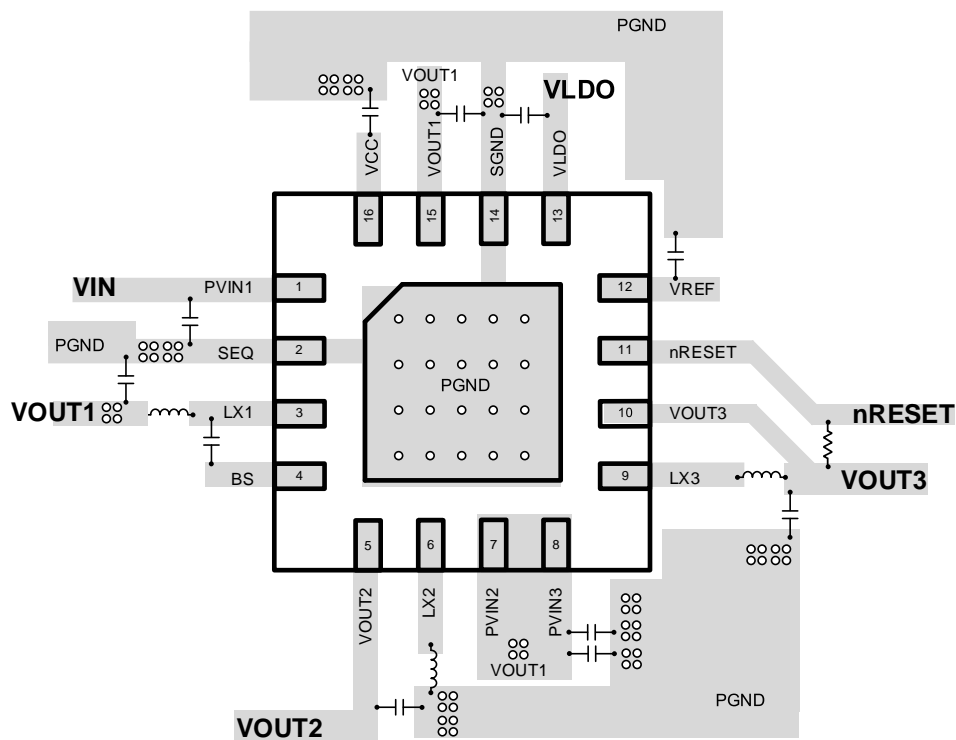 PGND
VOUT1
VLDO
VCC
VOUT1
SGND
VLDO
16
15
14
13
VIN
PVIN1
1
12
VREF
PGND
SEQ
2
11
nRESET
PGND
VOUT1
LX1
3
10
VOUT3
nRESET
BS
4
9
LX3
VOUT3
5
6
7
8
VOUT2
LX2
PVIN2
PVIN3
VOUT1
PGND
VOUT2